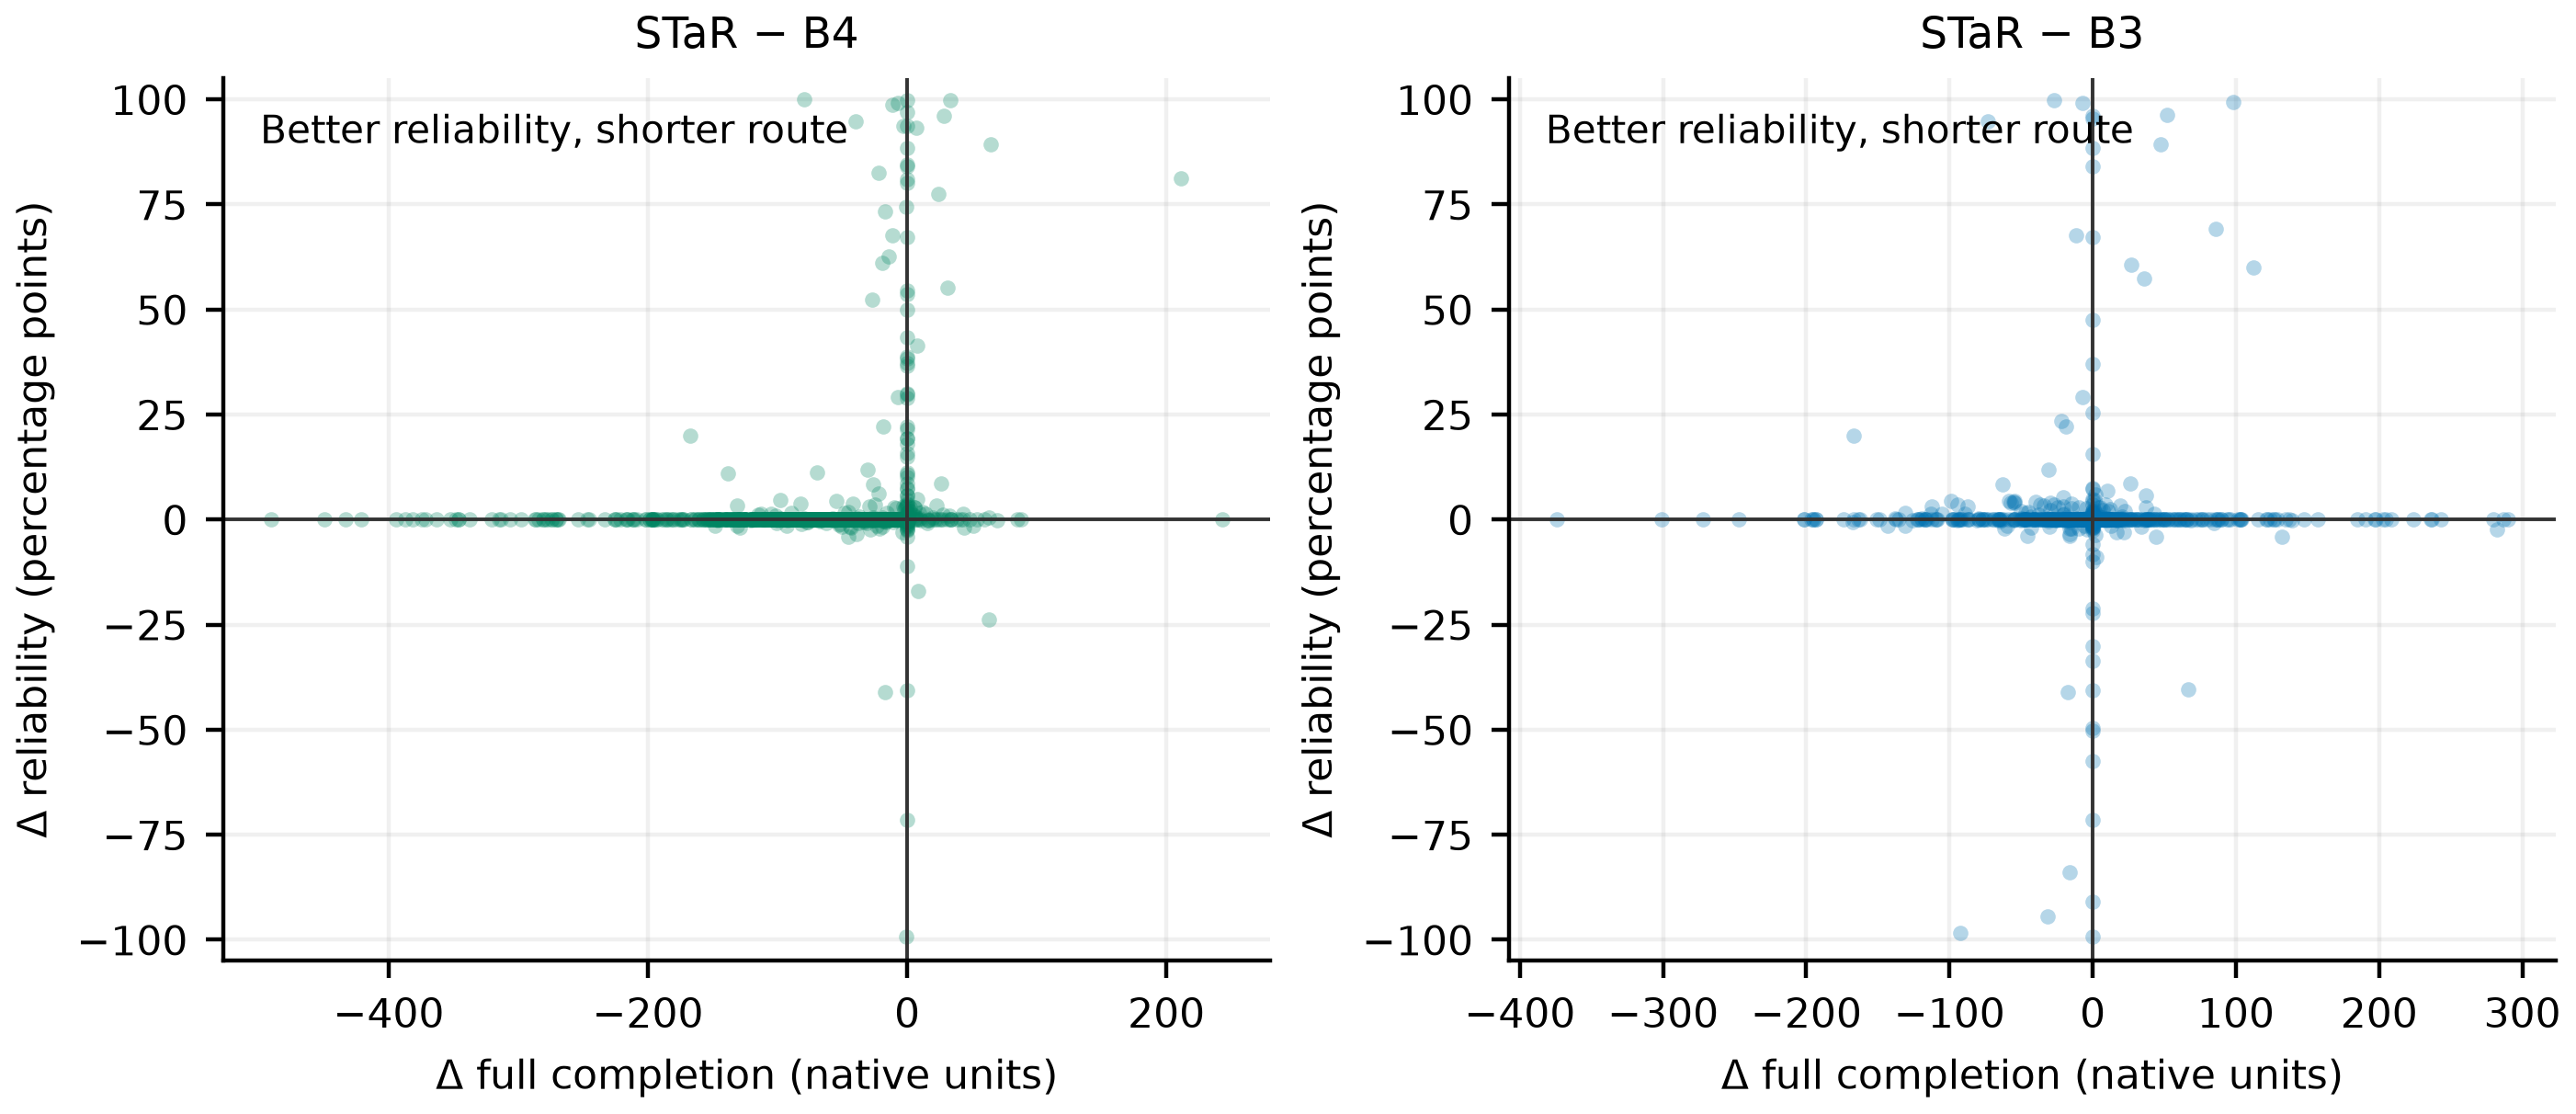 STaR − B4
100
75
50
25
0
−25
−50
−75
−100
Δ reliability (percentage points)
Better reliability, shorter route
−400 −200 0 200
Δ full completion (native units)
STaR − B3
100
75
50
25
0
−25
−50
−75
−100
Δ reliability (percentage points)
Better reliability, shorter route
−400 −300 −200 −100 0 100 200 300
Δ full completion (native units)